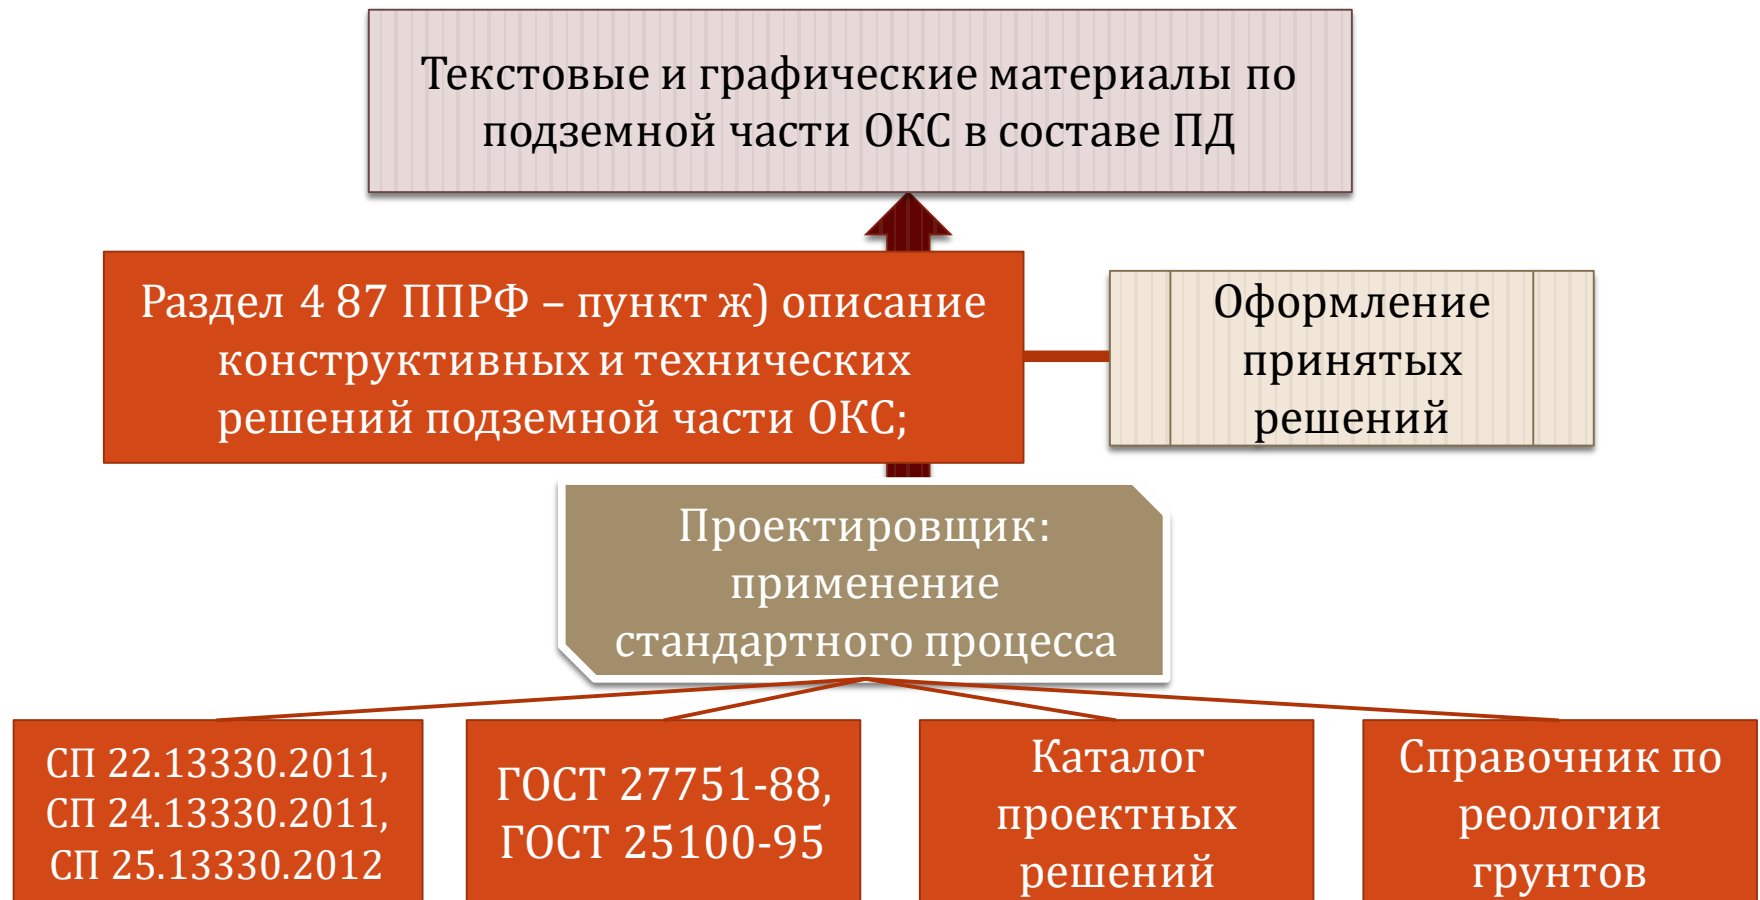 Текстовые и графические материалы по
подземной части ОКС в составе ПД
Раздел 4 87 ППРФ – пункт ж) описание
конструктивных и технических
решений подземной части ОКС;
Оформление
принятых
решений
Проектировщик:
применение
стандартного процесса
СП 22.13330.2011,
СП 24.13330.2011,
СП 25.13330.2012
ГОСТ 27751-88,
ГОСТ 25100-95
Каталог
проектных
решений
Справочник по
реологии
грунтов